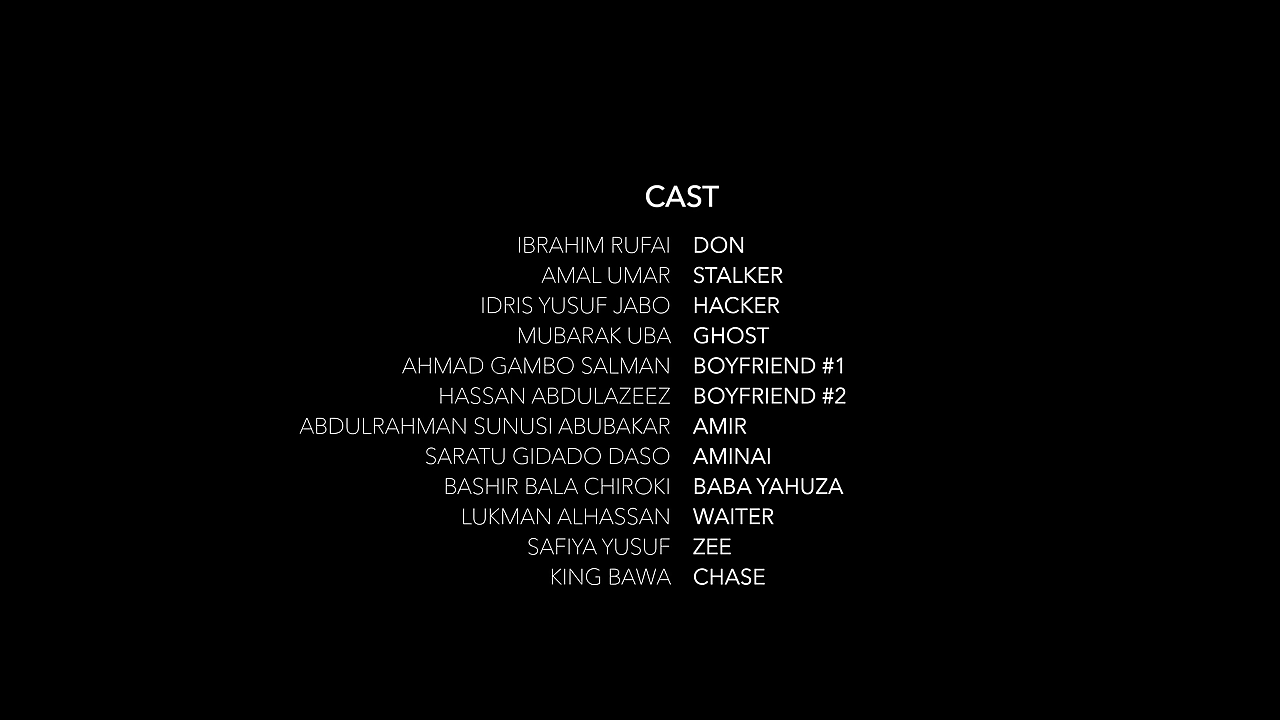 CAST
IBRAHIM RUFAI DON
AMAL UMAR STALKER
IDRIS YUSUF JABO HACKER
MUBARAK UBA GHOST
AHMAD GAMBO SALMAN BOYFRIEND #1
HASSAN ABDULAZEEZ BOYFRIEND #2
ABDULRAHMAN SUNUSI ABUBAKAR AMIR
SARATU GIDADO DASO AMINAI
BASHIR BALA CHIROKI BABA YAHUZA
LUKMAN ALHASSAN WAITER
SAFIYA YUSUF ZEE
KING BAWA CHASE